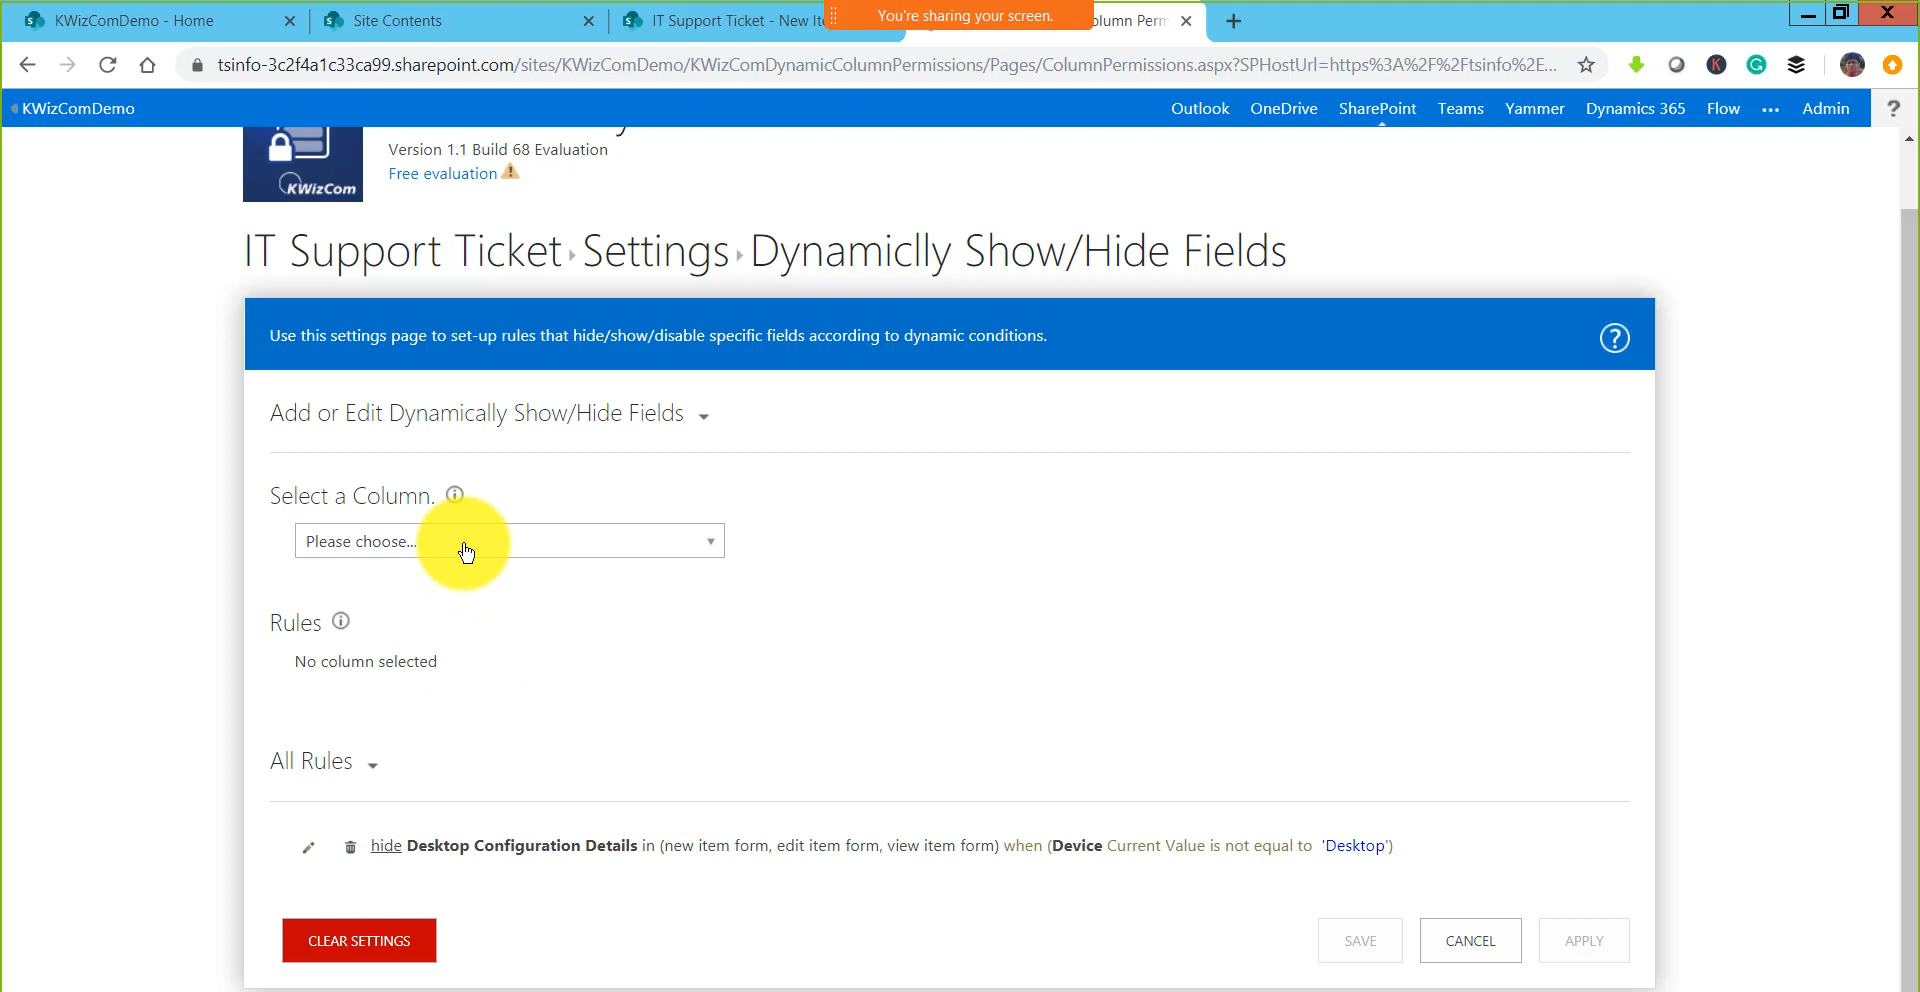 KWizComDemo - Home
Site Contents
IT Support Ticket - New Ite
You're sharing your screen.
olumn Perm
tsinfo-3c2f4a1c33ca99.sharepoint.com/sites/KWizComDemo/KWizComDynamicColumnPermissions/Pages/ColumnPermissions.aspx?SPHostUrl=https%3A%2F%2Ftsinfo%2E...
KWizComDemo
Outlook OneDrive SharePoint Teams Yammer Dynamics 365 Flow ... Admin ?
KWizCom
Version 1.1 Build 68 Evaluation
Free evaluation
IT Support Ticket Settings Dynamiclly Show/Hide Fields
Use this settings page to set-up rules that hide/show/disable specific fields according to dynamic conditions.
Add or Edit Dynamically Show/Hide Fields
Select a Column.
Please choose...
Rules
No column selected
All Rules
hide Desktop Configuration Details in (new item form, edit item form, view item form) when (Device Current Value is not equal to 'Desktop')
CLEAR SETTINGS
SAVE
CANCEL
APPLY